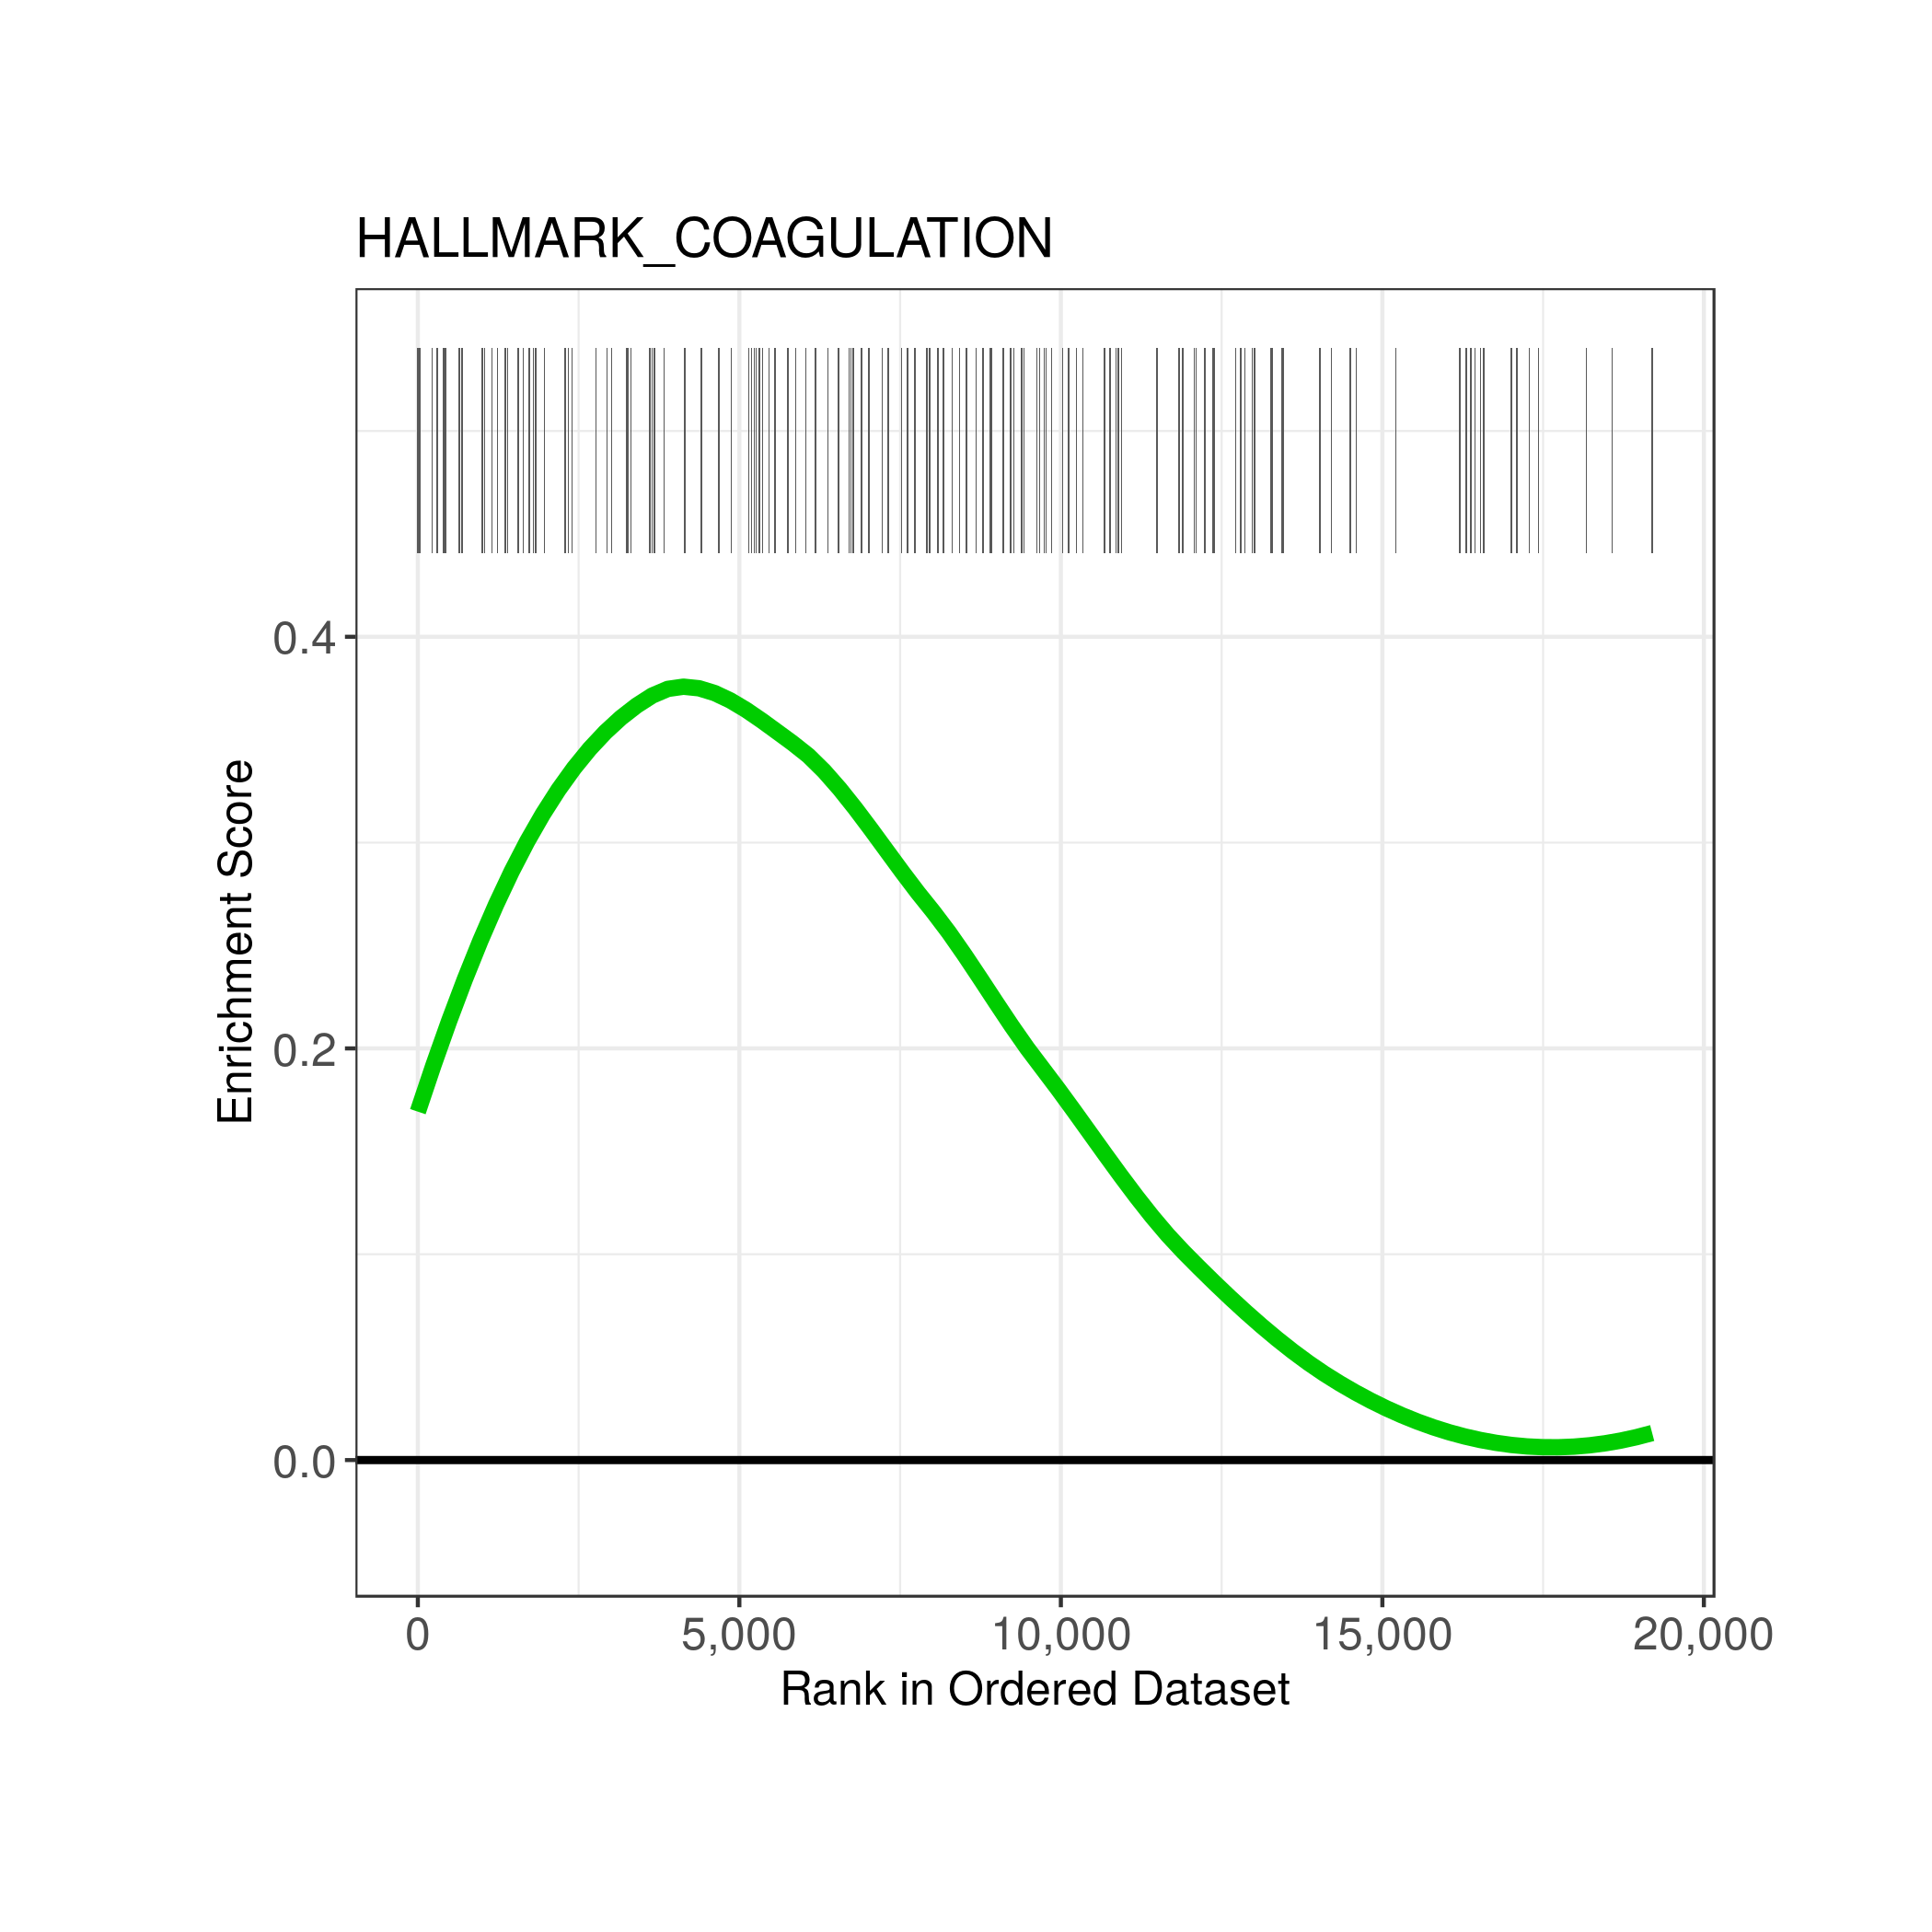 HALLMARK_COAGULATION
Enrichment Score
0.4
0.2
0.0
0 5,000 10,000 15,000 20,000
Rank in Ordered Dataset